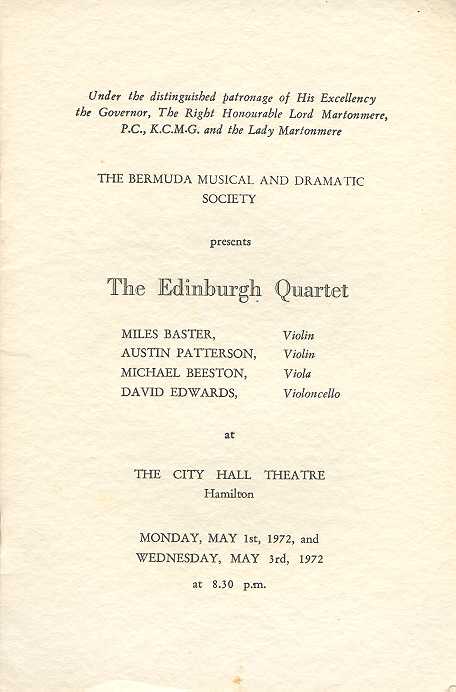 Under the distinguished patronage of His Excellency
the Governor, The Right Honourable Lord Martonmere,
P.C., K.C.M.G. and the Lady Martonmere
THE BERMUDA MUSICAL AND DRAMATIC
SOCIETY
presents
The Edinburgh Quartet
MILES BASTER, Violin
AUSTIN PATTERSON, Violin
MICHAEL BEESTON, Viola
DAVID EDWARDS, Violoncello
at
THE CITY HALL THEATRE
Hamilton
MONDAY, MAY 1st, 1972, and
WEDNESDAY, MAY 3rd, 1972
at 8.30 p.m.